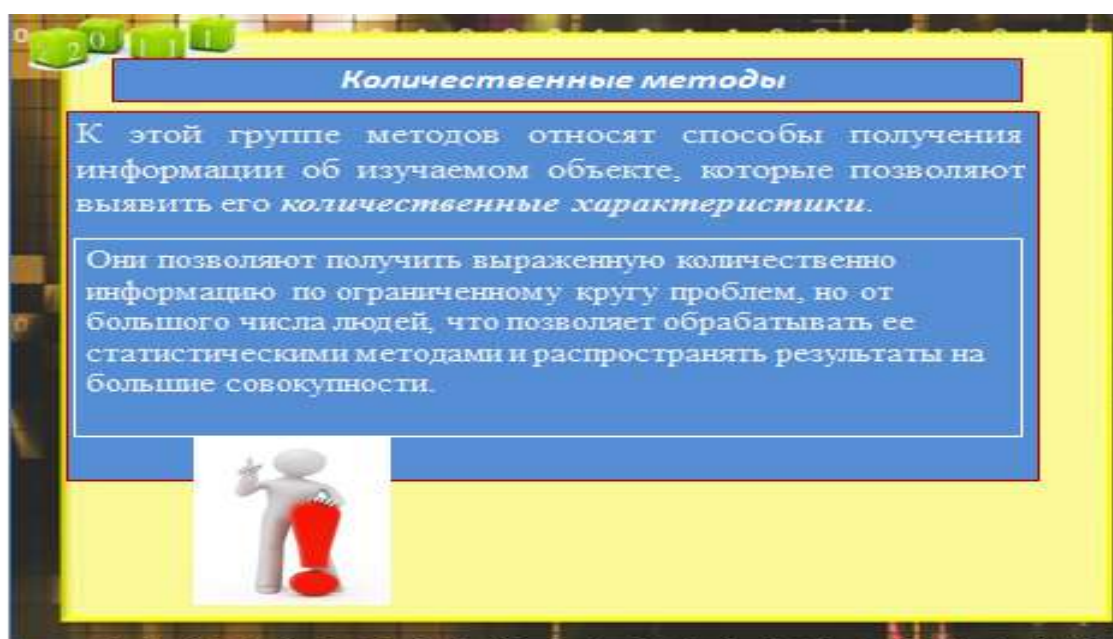 Количественные методы
К этой группе методов относят способы получения
информации об изучаемом объекте, которые позволяют
выявить его количественные характеристики.
Они позволяют получить выраженную количественно
информацию по ограниченному кругу проблем, но от
большого числа людей, что позволяет обрабатывать ее
статистическими методами и распространять результаты на
большие совокупности.